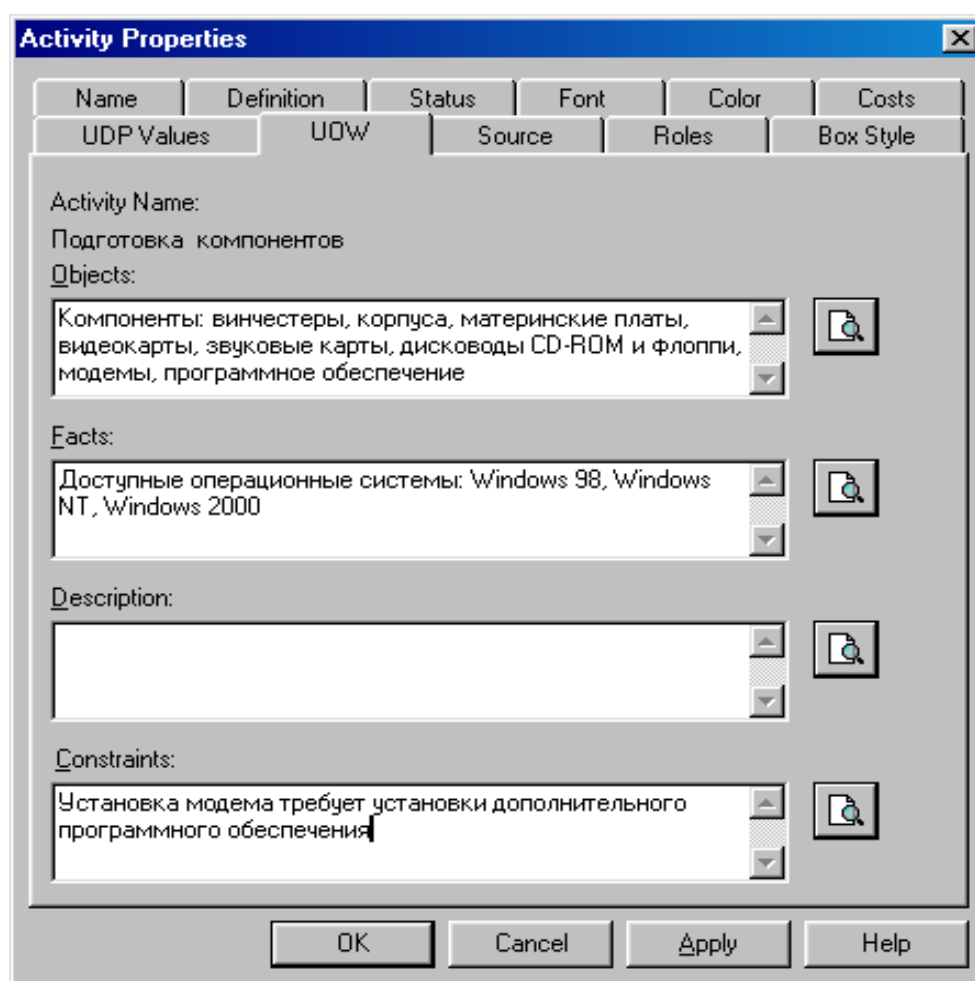 Activity Properties
Name Definition Status Font Color Costs
UDP Values UOW Source Roles Box Style
Activity Name:
Подготовка компонентов
Objects:
Компоненты: винчестеры, корпуса, материнские платы,
видеокарты, звуковые карты, дисководы CD-ROM и флоппи,
модемы, программное обеспечение
Facts:
Доступные операционные системы: Windows 98, Windows
NT, Windows 2000
Description:
Constraints:
Установка модема требует установки дополнительного
программного обеспечения
OK Cancel Apply Help